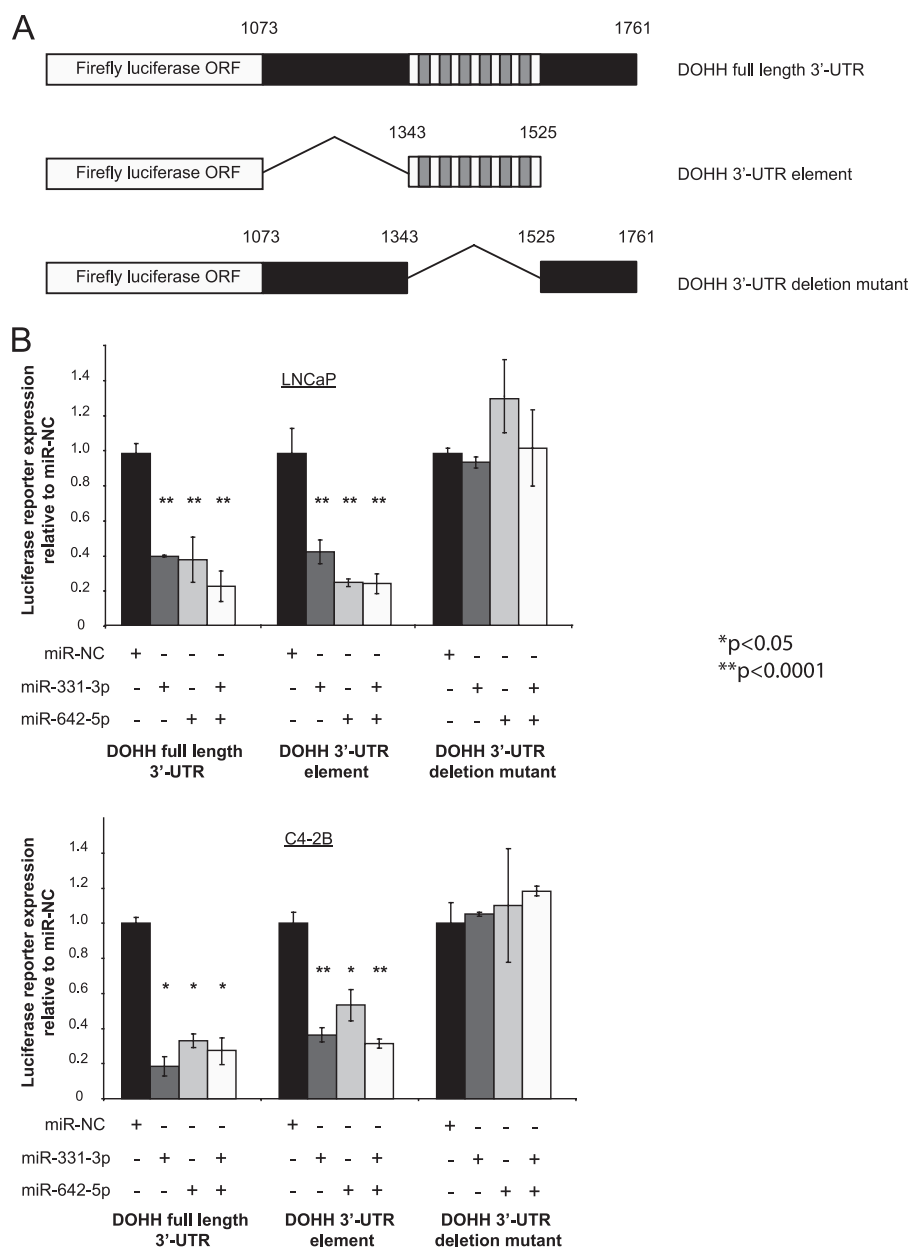 A
1073 1761
Firefly luciferase ORF DOHH full length 3'-UTR
1343 1525
Firefly luciferase ORF DOHH 3'-UTR element
1073 1343 1525 1761
Firefly luciferase ORF DOHH 3'-UTR deletion mutant
B
Luciferase reporter expression
relative to miR-NC
LNCaP
1.4
1.2
1.0
0.8
0.6
0.4
0.2
0
** ** ** ** ** **
miR-NC + - - - + - - - + - - -
miR-331-3p - + - + - + - + - + - +
miR-642-5p - - + + - - + + - - + +
DOHH full length
3'-UTR
DOHH 3'-UTR
element
DOHH 3'-UTR
deletion mutant
*p<0.05
**p<0.0001
Luciferase reporter expression
relative to miR-NC
C4-2B
1.4
1.2
1.0
0.8
0.6
0.4
0.2
0
* * * ** * **
miR-NC + - - - + - - - + - - -
miR-331-3p - + - + - + - + - + - +
miR-642-5p - - + + - - + + - - + +
DOHH full length
3'-UTR
DOHH 3'-UTR
element
DOHH 3'-UTR
deletion mutant